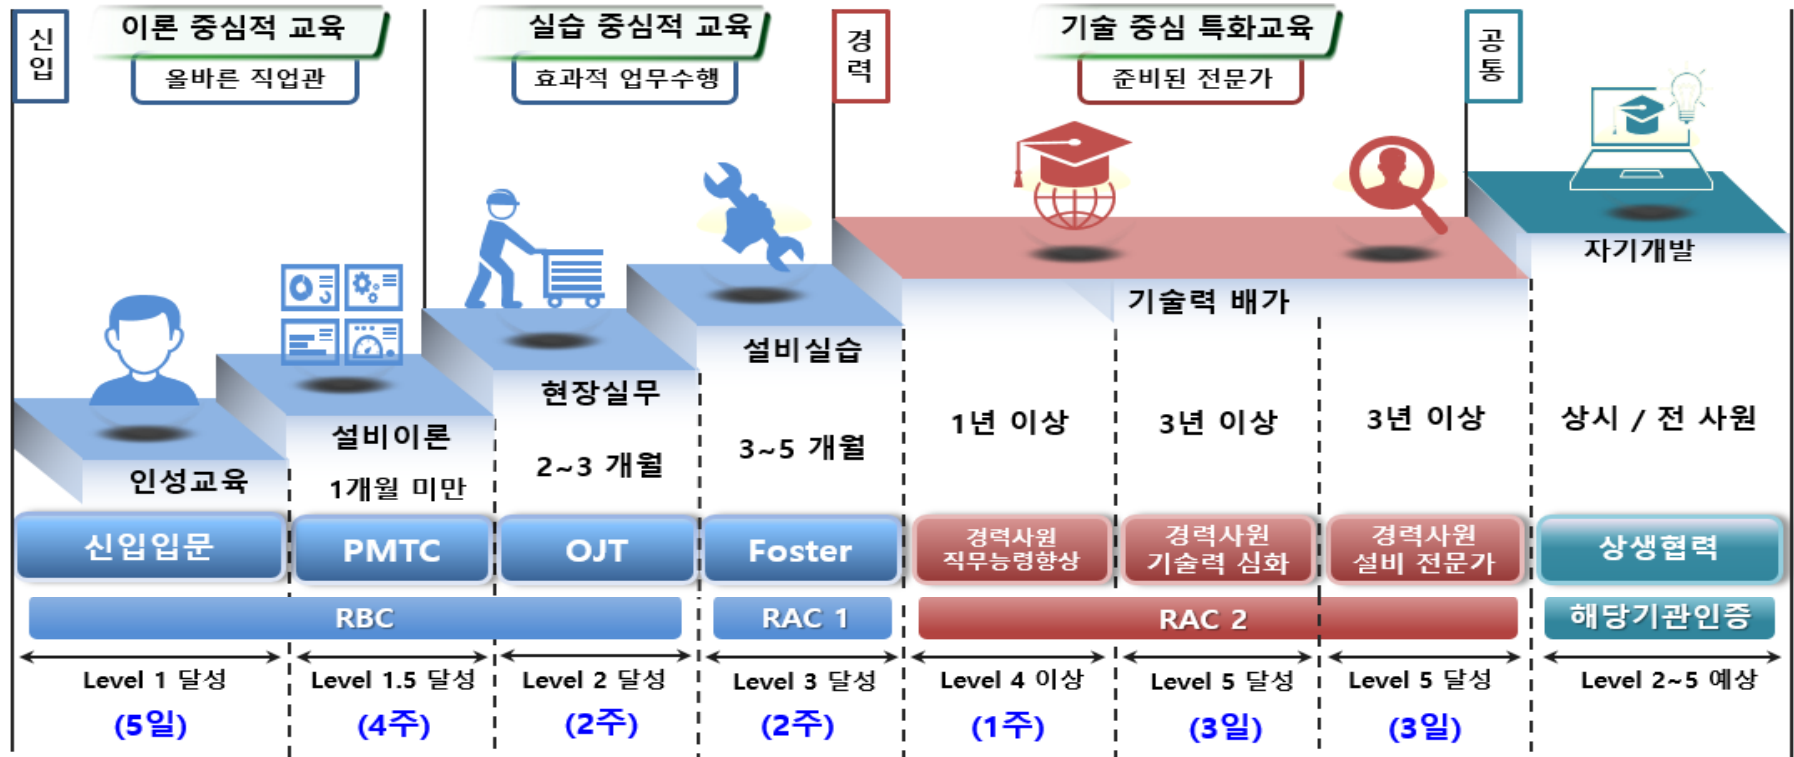 신입
이론 중심적 교육
올바른 직업관
실습 중심적 교육
효과적 업무수행
경력
기술 중심 특화교육
준비된 전문가
공통
인성교육
설비이론
1개월 미만
현장실무
2~3 개월
설비실습
3~5 개월
기술력 배가
1년 이상
3년 이상
3년 이상
자기개발
상시 / 전 사원
신입입문
PMTC
OJT
Foster
경력사원
직무능령향상
경력사원
기술력 심화
경력사원
설비 전문가
상생협력
RBC
RAC 1
RAC 2
해당기관인증
Level 1 달성
(5일)
Level 1.5 달성
(4주)
Level 2 달성
(2주)
Level 3 달성
(2주)
Level 4 이상
(1주)
Level 5 달성
(3일)
Level 5 달성
(3일)
Level 2~5 예상